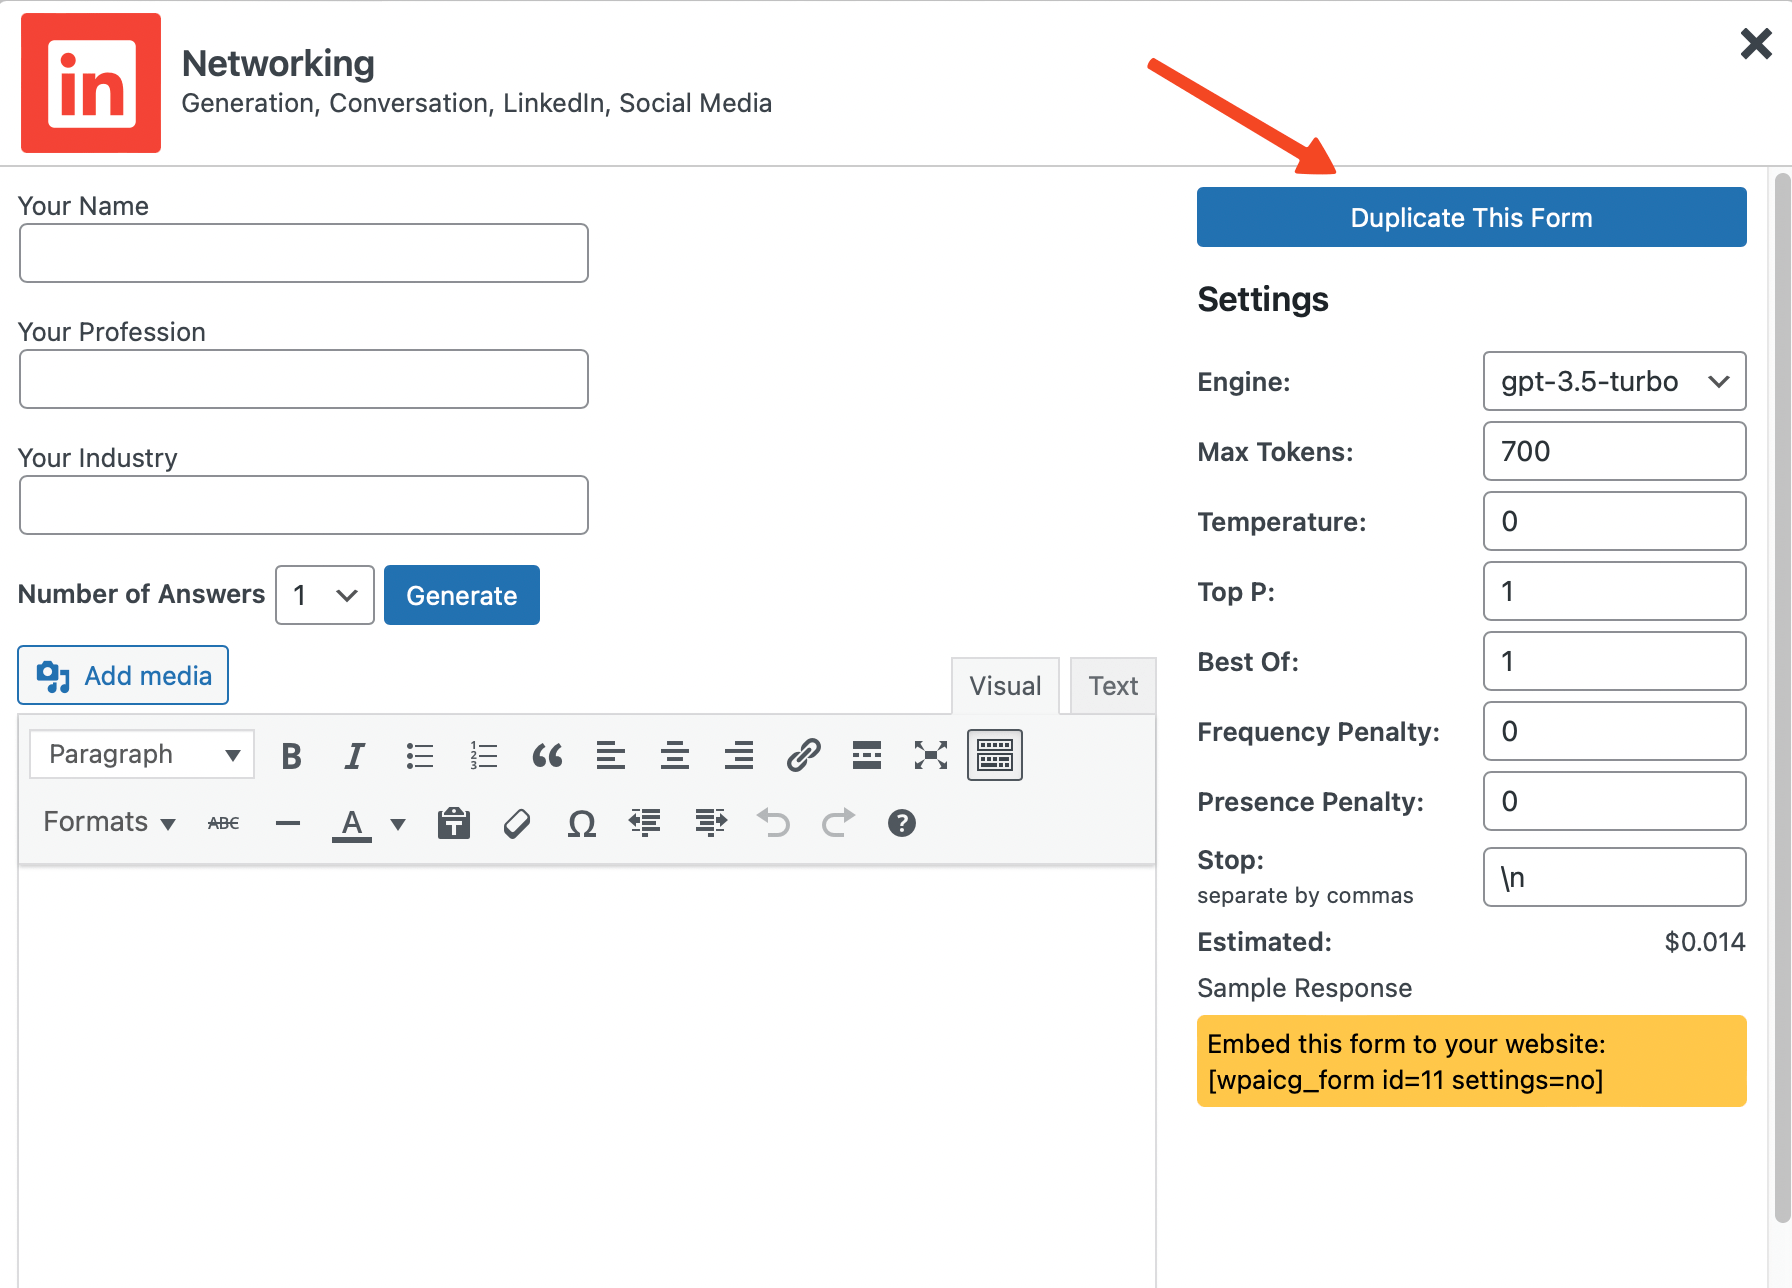 in
Networking
Generation, Conversation, LinkedIn, Social Media
Your Name
Your Profession
Your Industry
Number of Answers 1 Generate
Add media
Visual Text
Paragraph B I
Formats ABC A T Ω ?
Duplicate This Form
Settings
Engine: gpt-3.5-turbo
Max Tokens: 700
Temperature: 0
Top P: 1
Best Of: 1
Frequency Penalty: 0
Presence Penalty: 0
Stop: \n
separate by commas
Estimated: $0.014
Sample Response
Embed this form to your website:
[wpaicg_form id=11 settings=no]